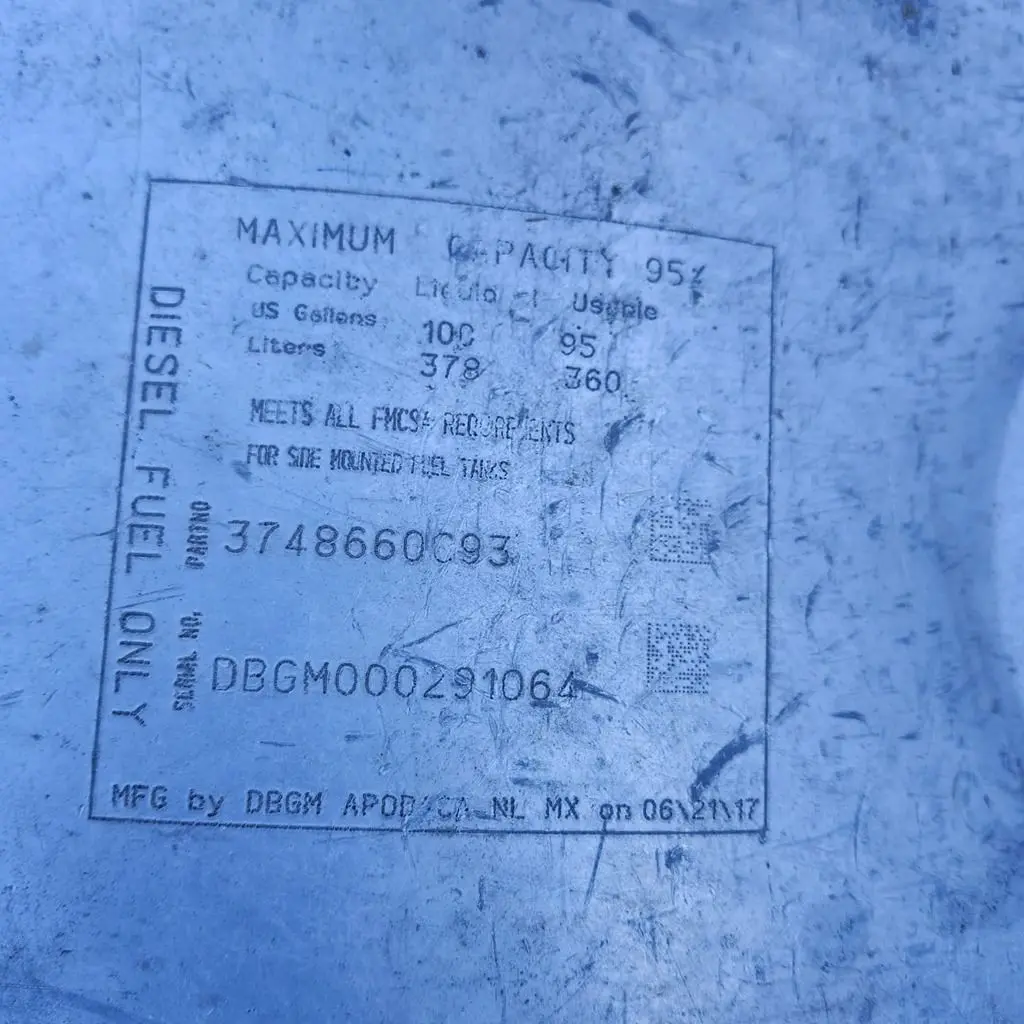 MAXIMUM CAPACITY 95%
Capacity Liquid Usable
US Gallons 100 95
Liters 378 360
MEETS ALL FMCSA REQUIREMENTS
FOR SIDE MOUNTED FUEL TANKS
PART NO 3748660C93
SERIAL NO. DBGM000291064
DIESEL FUEL ONLY
MFG by DBGM APODACA NL MX on 06\21\17